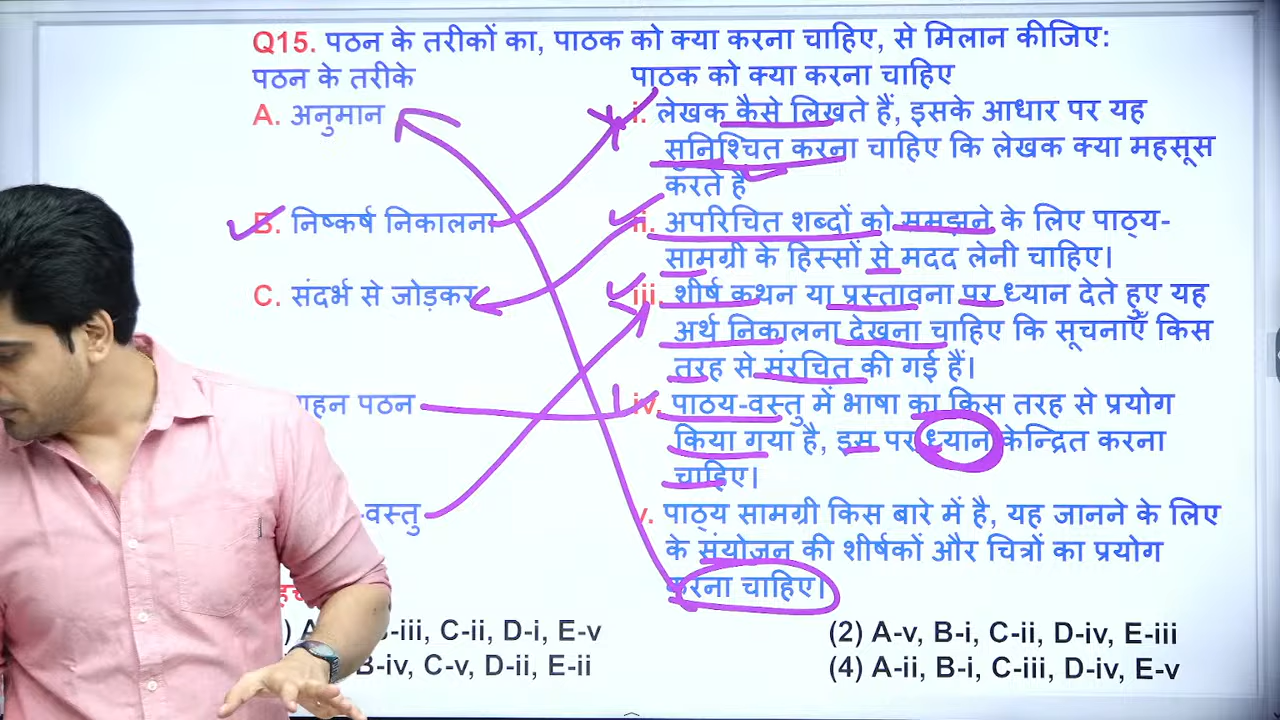 Q15. पठन के तरीकों का, पाठक को क्या करना चाहिए, से मिलान कीजिए:
पठन के तरीके
पाठक को क्या करना चाहिए
A. अनुमान
i. लेखक कैसे लिखते हैं, इसके आधार पर यह
सुनिश्चित करना चाहिए कि लेखक क्या महसूस
करते हैं
B. निष्कर्ष निकालना
ii. अपरिचित शब्दों को समझने के लिए पाठ्य-
सामग्री के हिस्सों से मदद लेनी चाहिए।
C. संदर्भ से जोड़कर
iii. शीर्ष कथन या प्रस्तावना पर ध्यान देते हुए यह
अर्थ निकालना देखना चाहिए कि सूचनाएँ किस
तरह से संरचित की गई हैं।
गहन पठन
iv. पाठय-वस्तु में भाषा का किस तरह से प्रयोग
किया गया है, इस पर ध्यान केन्द्रित करना
चाहिए।
-वस्तु
v. पाठ्य सामग्री किस बारे में है, यह जानने के लिए
के संयोजन की शीर्षकों और चित्रों का प्रयोग
करना चाहिए।
B-iii, C-ii, D-i, E-v
(2) A-v, B-i, C-ii, D-iv, E-iii
B-iv, C-v, D-ii, E-ii
(4) A-ii, B-i, C-iii, D-iv, E-v